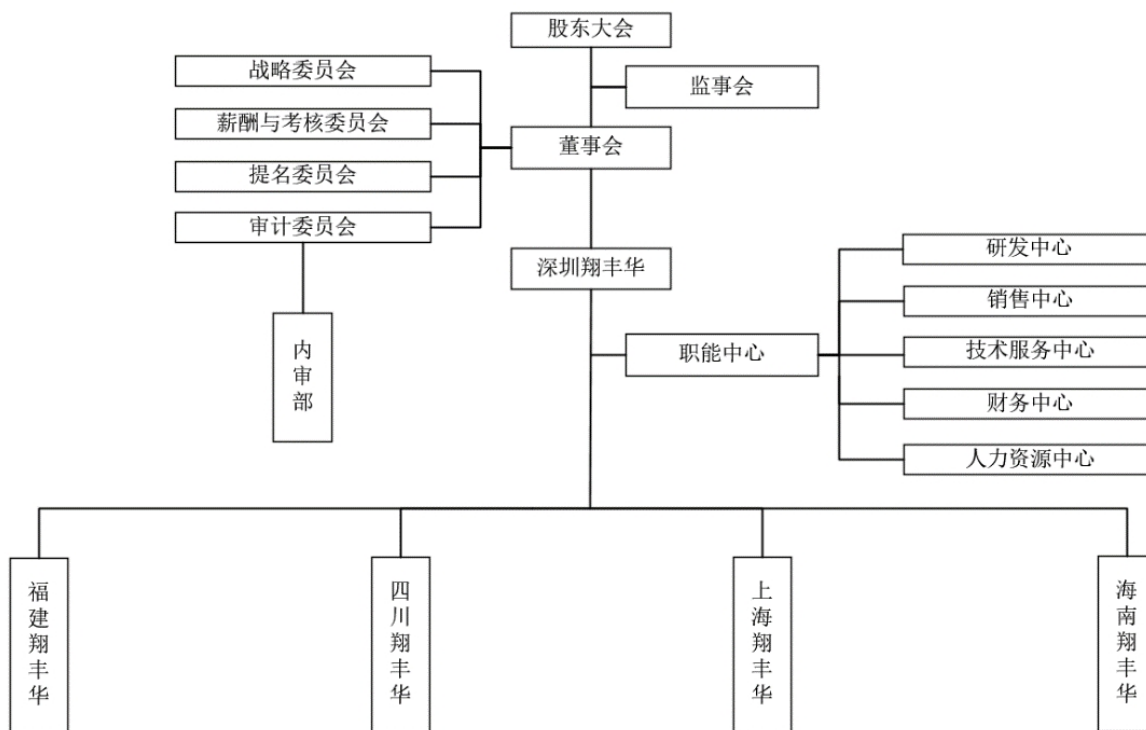 股东大会
战略委员会
监事会
薪酬与考核委员会
董事会
提名委员会
审计委员会
深圳翔丰华
研发中心
销售中心
内审部
职能中心
技术服务中心
财务中心
人力资源中心
福建翔丰华
四川翔丰华
上海翔丰华
海南翔丰华